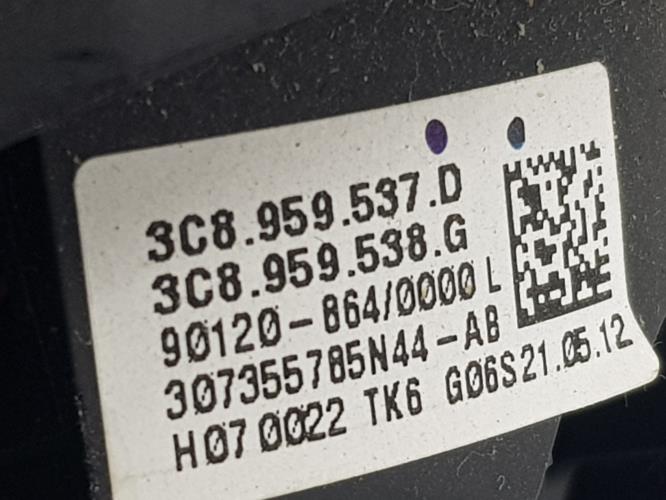 3C8.959.537.D
3C8.959.538.G
90120-864/0000 L
307355785N44-AB
H07 0022 TK6 G06S21.05.12